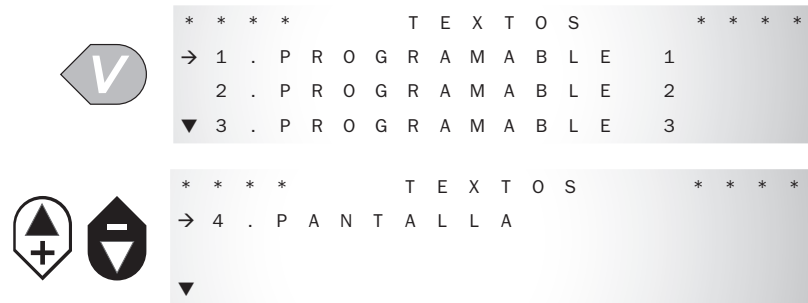 * * * * TEXTOS * * * *
V
→ 1. PROGRAMABLE 1
2. PROGRAMABLE 2
▼ 3. PROGRAMABLE 3
* * * * TEXTOS * * * *
→ 4. PANTALLA
▼